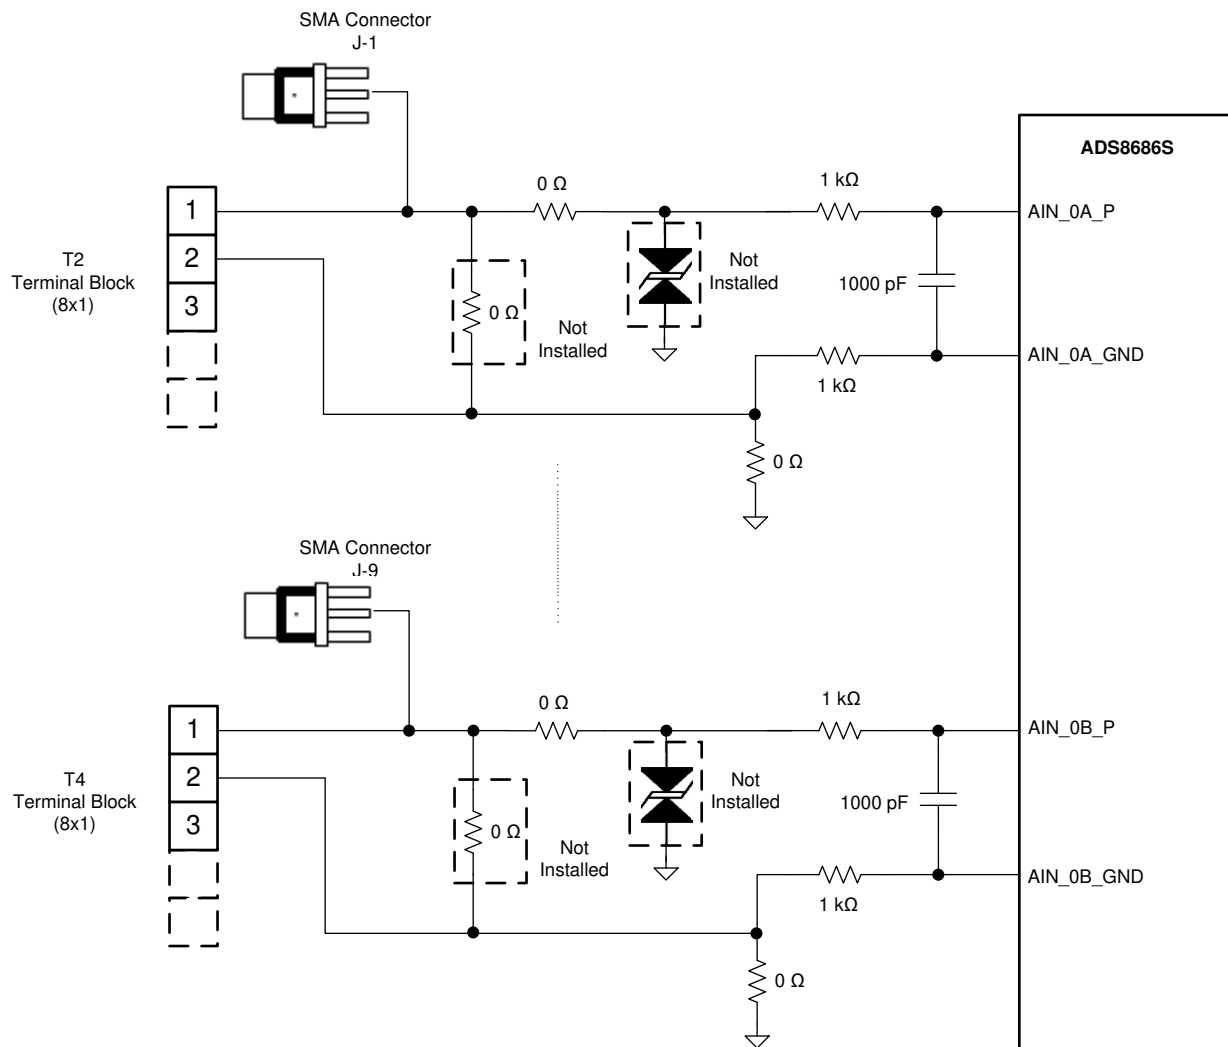 SMA Connector
J-1
ADS8686S
0 Ω
1 kΩ
1
AIN_0A_P
T2
Terminal Block
(8x1)
2
3
0 Ω
Not
Installed
Not
Installed
1000 pF
AIN_0A_GND
1 kΩ
0 Ω
SMA Connector
J-9
0 Ω
1 kΩ
1
AIN_0B_P
T4
Terminal Block
(8x1)
2
3
0 Ω
Not
Installed
Not
Installed
1000 pF
AIN_0B_GND
1 kΩ
0 Ω